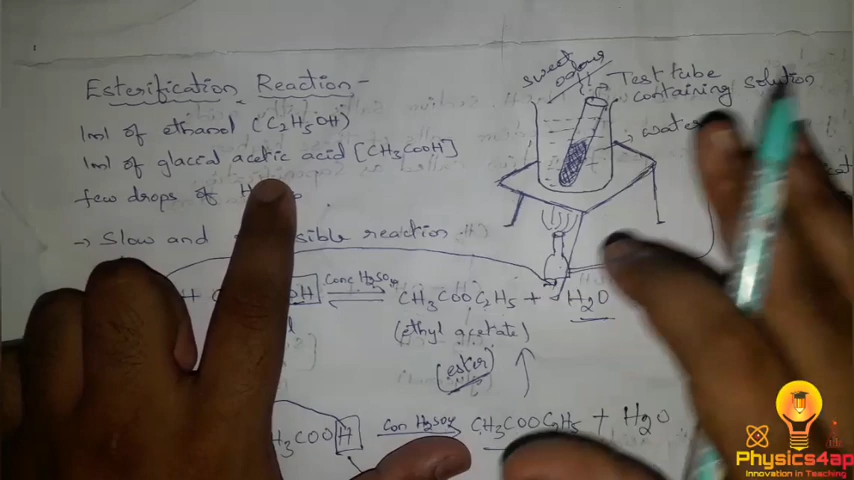 Esterification Reaction -
1ml of ethanol (C2H5OH)
1ml of glacial acetic acid [CH3COOH]
few drops of H
→ Slow and reaction
sweet odour
Test tube
containing solution
water
Conc H2SO4
CH3COOC2H5 + H2O
(ethyl acetate)
(ester)
H3COOH Con H2SO4 CH3COOC2H5 + H2O
Physics4ap
Innovation in Teaching